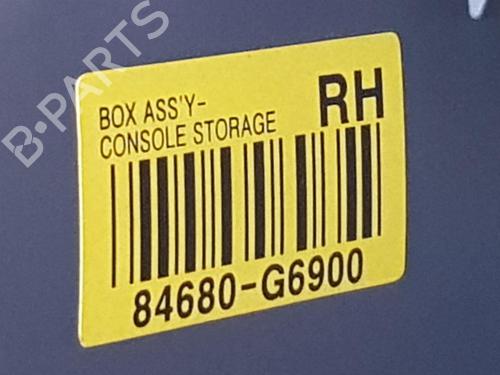 B-PARTS
BOX ASS'Y-
CONSOLE STORAGE
RH
84680-G6900